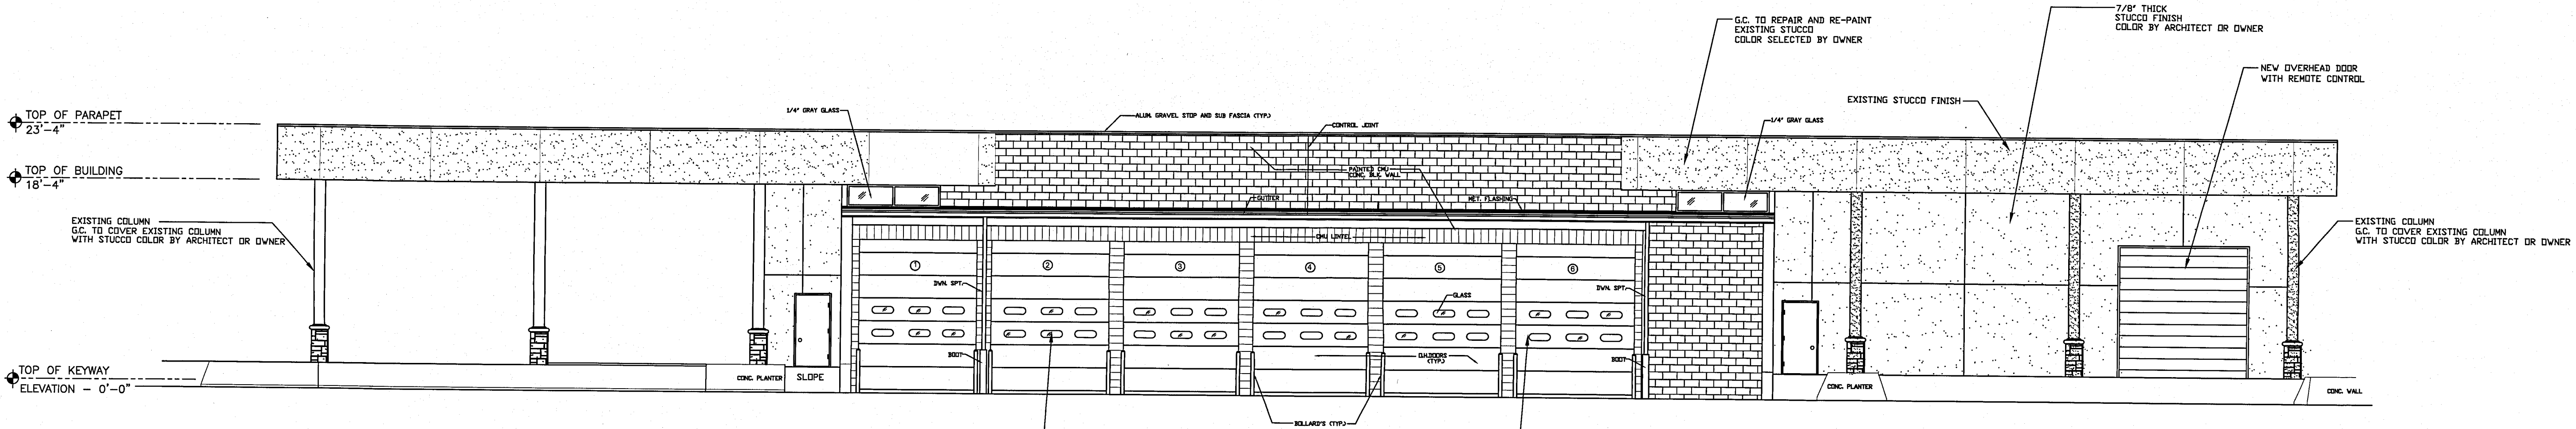 7/8" THICK
STUCCO FINISH
COLOR BY ARCHITECT OR OWNER
G.C. TO REPAIR AND RE-PAINT
EXISTING STUCCO
COLOR SELECTED BY OWNER
NEW OVERHEAD DOOR
WITH REMOTE CONTROL
EXISTING STUCCO FINISH
TOP OF PARAPET
23'-4"
1/4" GRAY GLASS
ALUM. GRAVEL STOP AND SUB FASCIA (TYP.)
CONTROL JOINT
1/4" GRAY GLASS
TOP OF BUILDING
18'-4"
PAINTED CMU
CONC. BLK. WALL
GUTTER
MET. FLASHING
EXISTING COLUMN
G.C. TO COVER EXISTING COLUMN
WITH STUCCO COLOR BY ARCHITECT OR OWNER
EXISTING COLUMN
G.C. TO COVER EXISTING COLUMN
WITH STUCCO COLOR BY ARCHITECT OR OWNER
CMU LINTEL
1
2
3
4
5
6
DWN. SPT.
GLASS
DWN. SPT.
BOOT
O.H.DOORS
(TYP.)
BOOT
TOP OF KEYWAY
ELEVATION - 0'-0"
CONC. PLANTER
SLOPE
CONC. PLANTER
CONC. WALL
BOLLARD'S (TYP.)